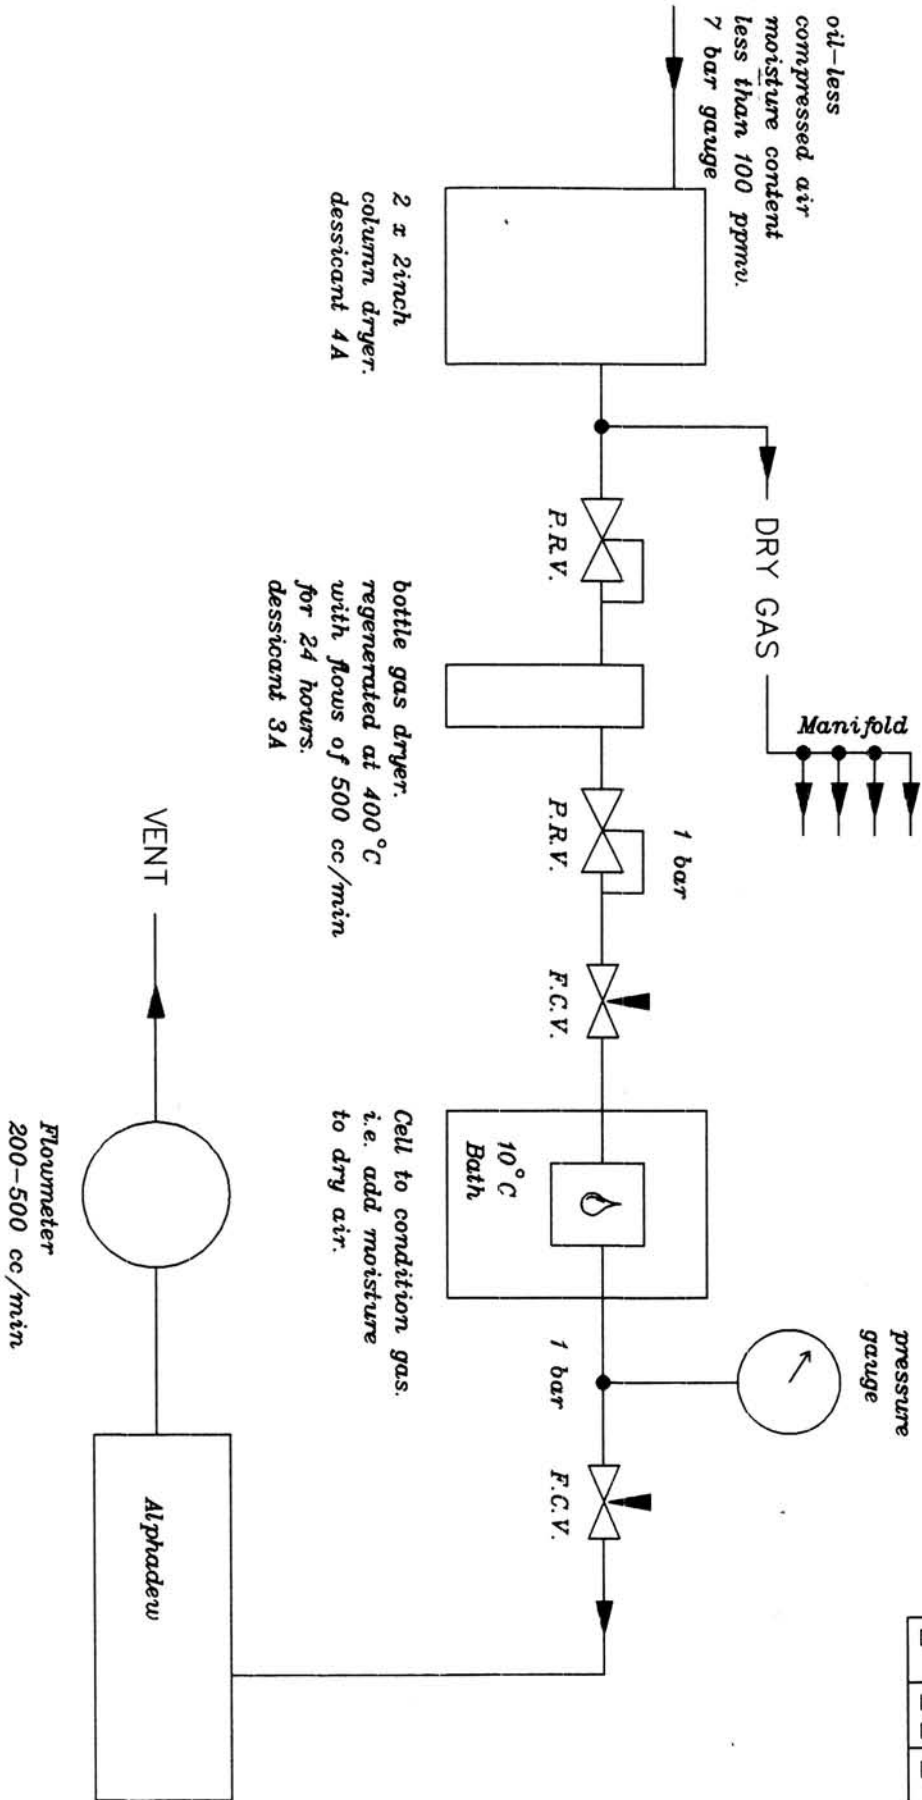 oil-less
compressed air
moisture content
less than 100 ppmv.
7 bar gauge
2 x 2inch
column dryer.
dessicant 4A
DRY GAS
Manifold
P.R.V.
bottle gas dryer.
regenerated at 400°C
with flows of 500 cc/min
for 24 hours.
dessicant 3A
P.R.V.
1 bar
F.C.V.
10°C
Bath
Cell to condition gas.
i.e. add moisture
to dry air.
pressure
gauge
1 bar
F.C.V.
Alphadew
Flowmeter
200-500 cc/min
VENT